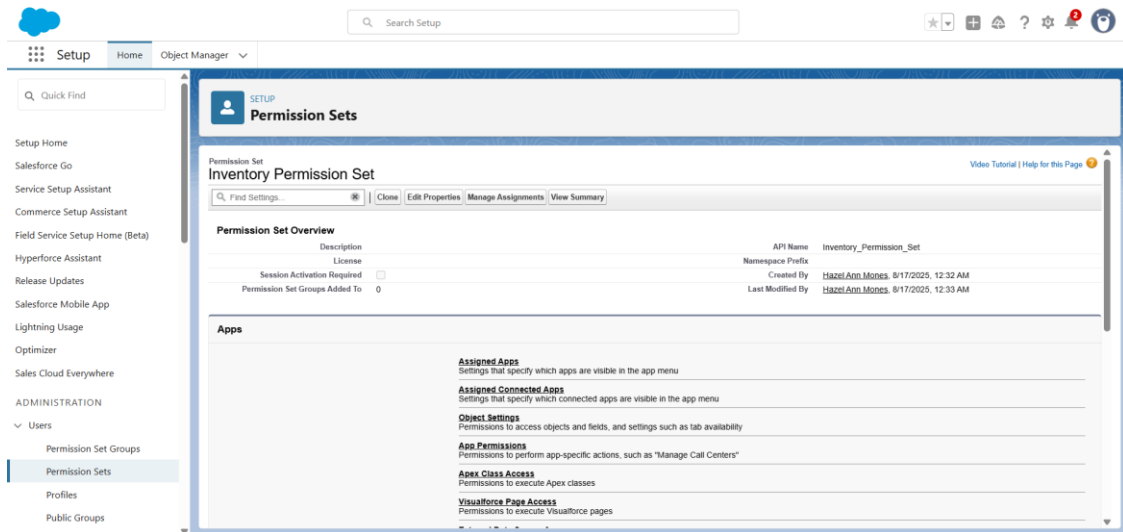 Search Setup
2
Setup
Home
Object Manager
Quick Find
Setup Home
Salesforce Go
Service Setup Assistant
Commerce Setup Assistant
Field Service Setup Home (Beta)
Hyperforce Assistant
Release Updates
Salesforce Mobile App
Lightning Usage
Optimizer
Sales Cloud Everywhere
ADMINISTRATION
Users
Permission Set Groups
Permission Sets
Profiles
Public Groups
SETUP
Permission Sets
Permission Set
Inventory Permission Set
Video Tutorial | Help for this Page
Find Settings... | Clone Edit Properties Manage Assignments View Summary
Permission Set Overview
Description
API Name Inventory_Permission_Set
License
Namespace Prefix
Session Activation Required
Created By Hazel Ann Mones, 8/17/2025, 12:32 AM
Permission Set Groups Added To 0
Last Modified By Hazel Ann Mones, 8/17/2025, 12:33 AM
Apps
Assigned Apps
Settings that specify which apps are visible in the app menu
Assigned Connected Apps
Settings that specify which connected apps are visible in the app menu
Object Settings
Permissions to access objects and fields, and settings such as tab availability
App Permissions
Permissions to perform app-specific actions, such as "Manage Call Centers"
Apex Class Access
Permissions to execute Apex classes
Visualforce Page Access
Permissions to execute Visualforce pages